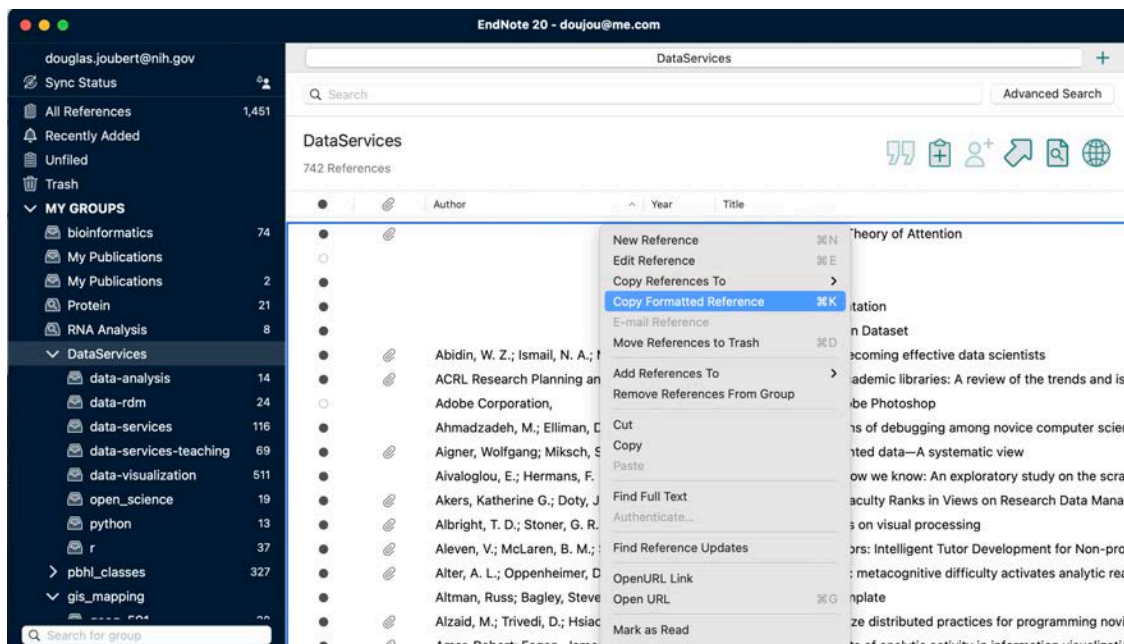 EndNote 20 - doujou@me.com
douglas.joubert@nih.gov
Sync Status
All References 1,451
Recently Added
Unfiled
Trash
MY GROUPS
bioinformatics 74
My Publications
My Publications 2
Protein 21
RNA Analysis 8
DataServices
data-analysis 14
data-rdm 24
data-services 116
data-services-teaching 69
data-visualization 511
open_science 19
python 13
r 37
pbhl_classes 327
gis_mapping
Search for group
DataServices
Search
Advanced Search
DataServices
742 References
Author Year Title
Theory of Attention
tation
n Dataset
Abidin, W. Z.; Ismail, N. A.; ecoming effective data scientists
ACRL Research Planning an ademic libraries: A review of the trends and is
Adobe Corporation, be Photoshop
Ahmadzadeh, M.; Elliman, D ns of debugging among novice computer scie
Aigner, Wolfgang; Miksch, S nted data—A systematic view
Aivaloglou, E.; Hermans, F. ow we know: An exploratory study on the scra
Akers, Katherine G.; Doty, J aculty Ranks in Views on Research Data Mana
Albright, T. D.; Stoner, G. R. s on visual processing
Aleven, V.; McLaren, B. M.; ors: Intelligent Tutor Development for Non-pro
Alter, A. L.; Oppenheimer, D : metacognitive difficulty activates analytic rea
Altman, Russ; Bagley, Steve nplate
Alzaid, M.; Trivedi, D.; Hsiao ze distributed practices for programming novi
New Reference ⌘N
Edit Reference ⌘E
Copy References To
Copy Formatted Reference ⌘K
E-mail Reference
Move References to Trash ⌘D
Add References To
Remove References From Group
Cut
Copy
Paste
Find Full Text
Authenticate...
Find Reference Updates
OpenURL Link
Open URL ⌘G
Mark as Read